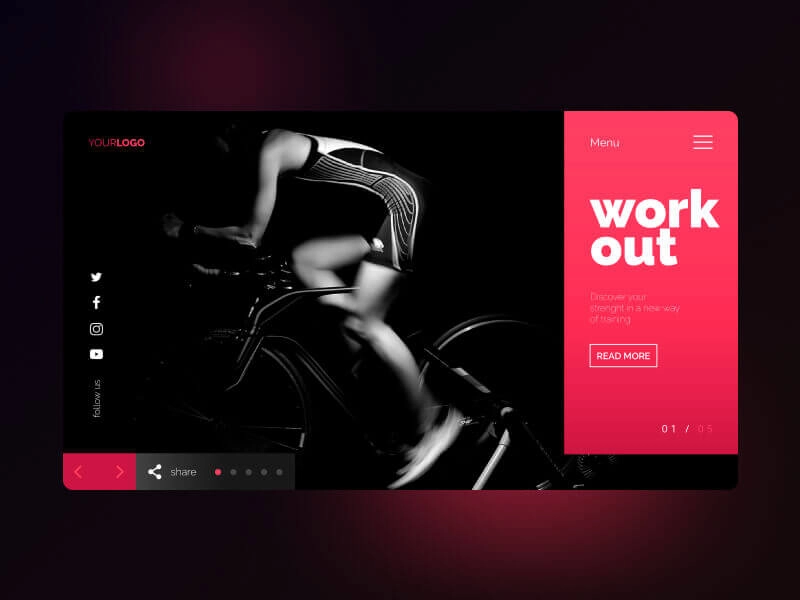 YOURLOGO
Menu
work
out
Discover your
strenght in a new way
of training
READ MORE
01 / 05
follow us
share